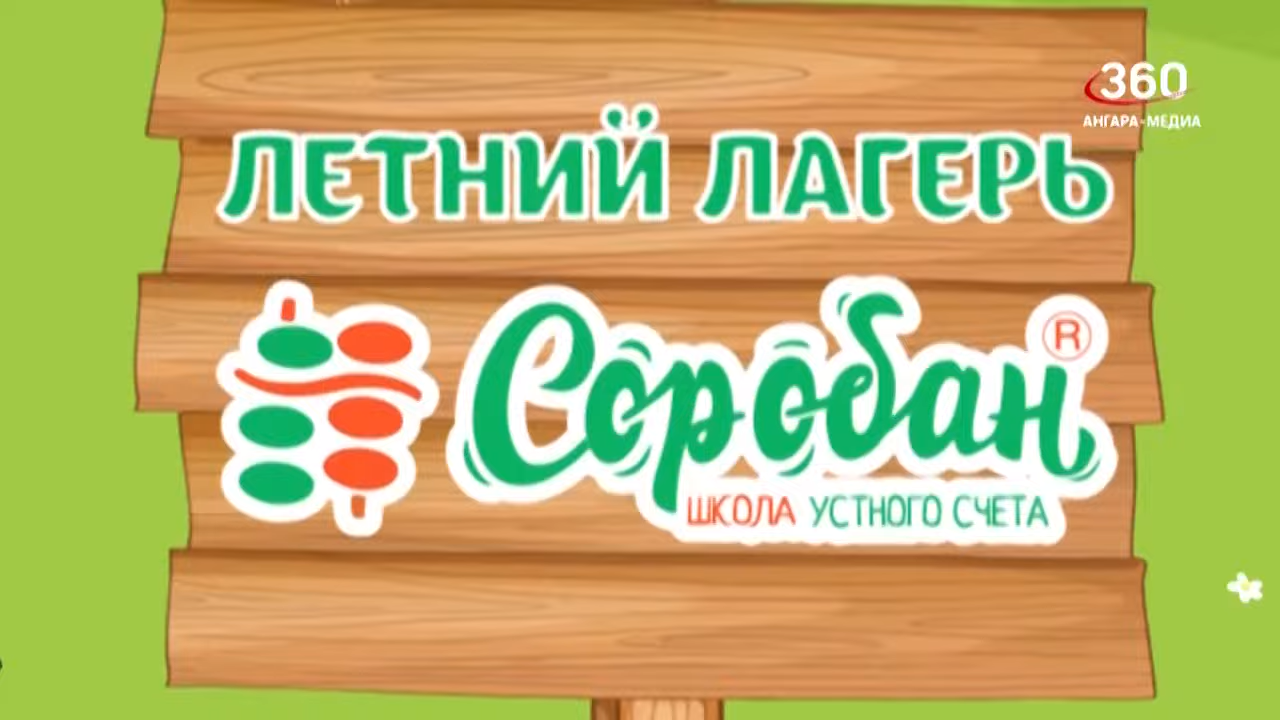 360
АНГАРА-МЕДИА
ЛЕТНИЙ ЛАГЕРЬ
Соробан®
ШКОЛА УСТНОГО СЧЕТА